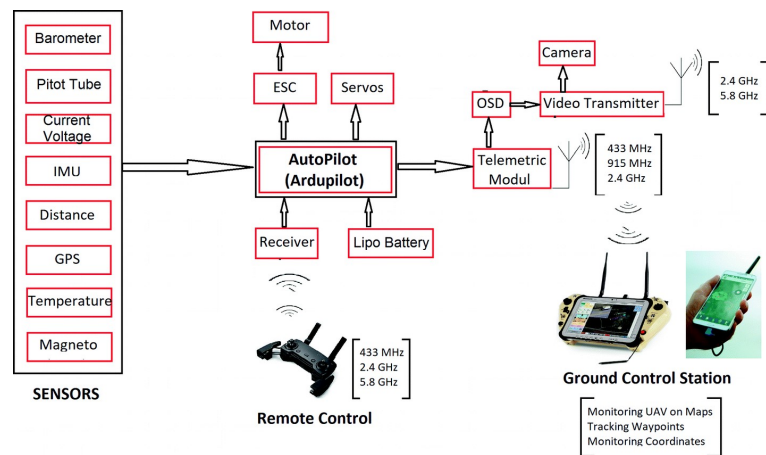 Barometer
Pitot Tube
Current
Voltage
IMU
Distance
GPS
Temperature
Magneto
SENSORS
Motor
ESC
Servos
AutoPilot
(Ardupilot)
Receiver
Lipo Battery
433 MHz
2.4 GHz
5.8 GHz
Remote Control
Camera
OSD
Video Transmitter
2.4 GHz
5.8 GHz
Telemetric
Modul
433 MHz
915 MHz
2.4 GHz
Ground Control Station
Monitoring UAV on Maps
Tracking Waypoints
Monitoring Coordinates